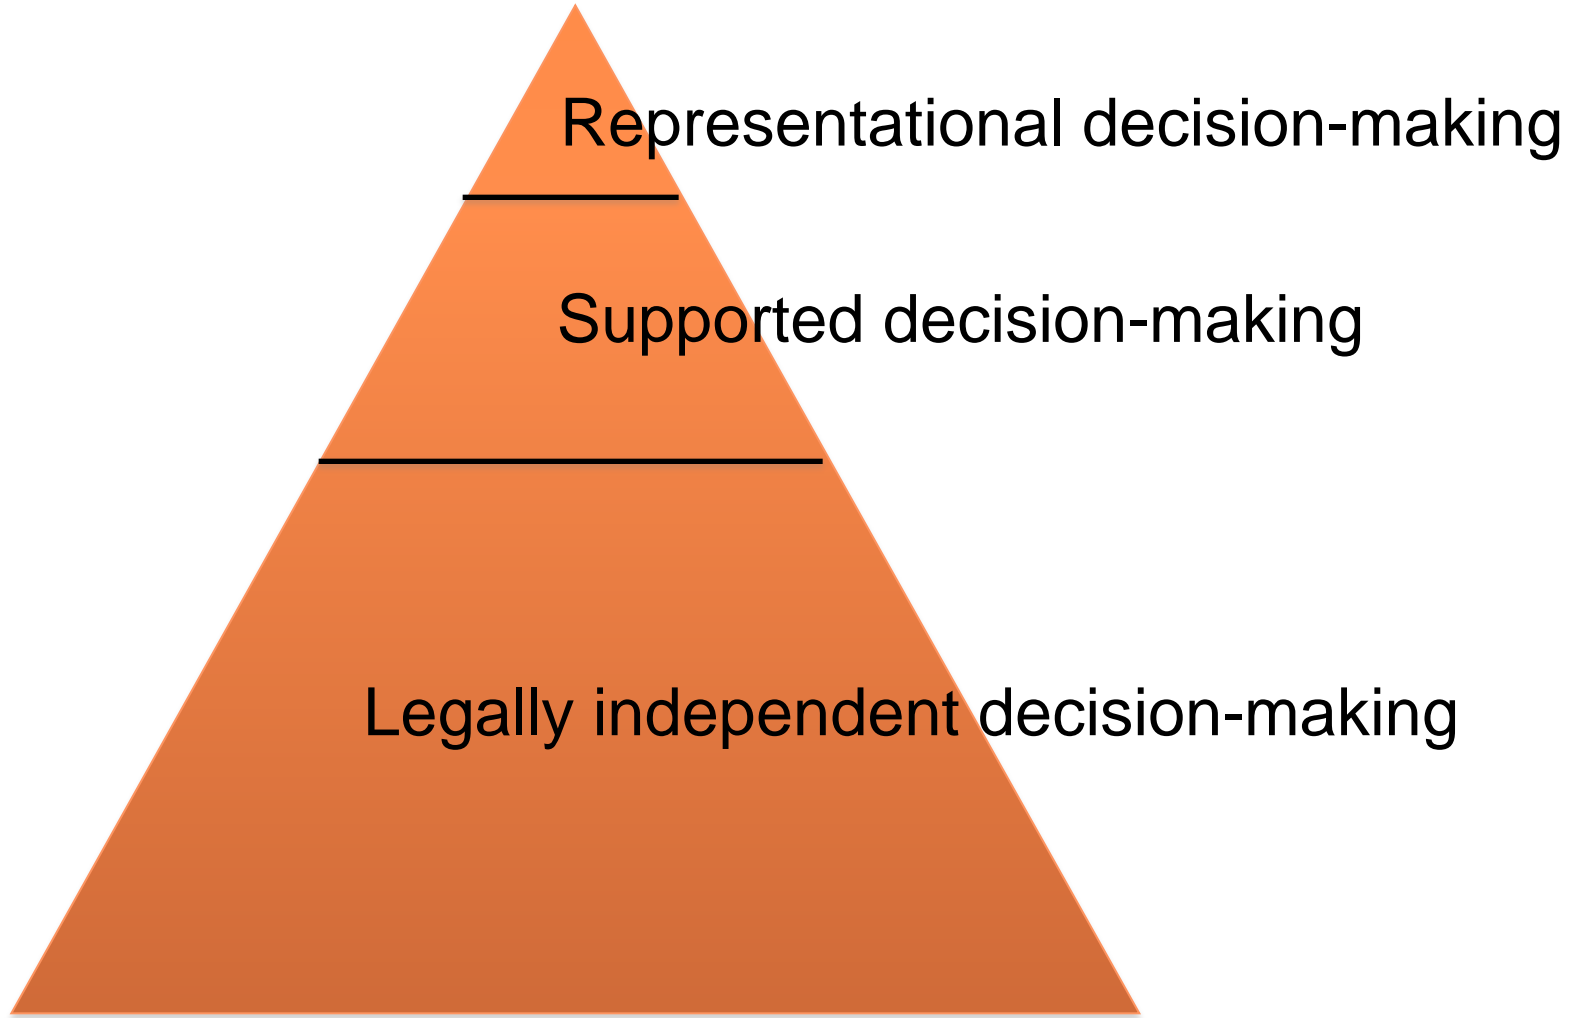 Representational decision-making
Supported decision-making
Legally independent decision-making